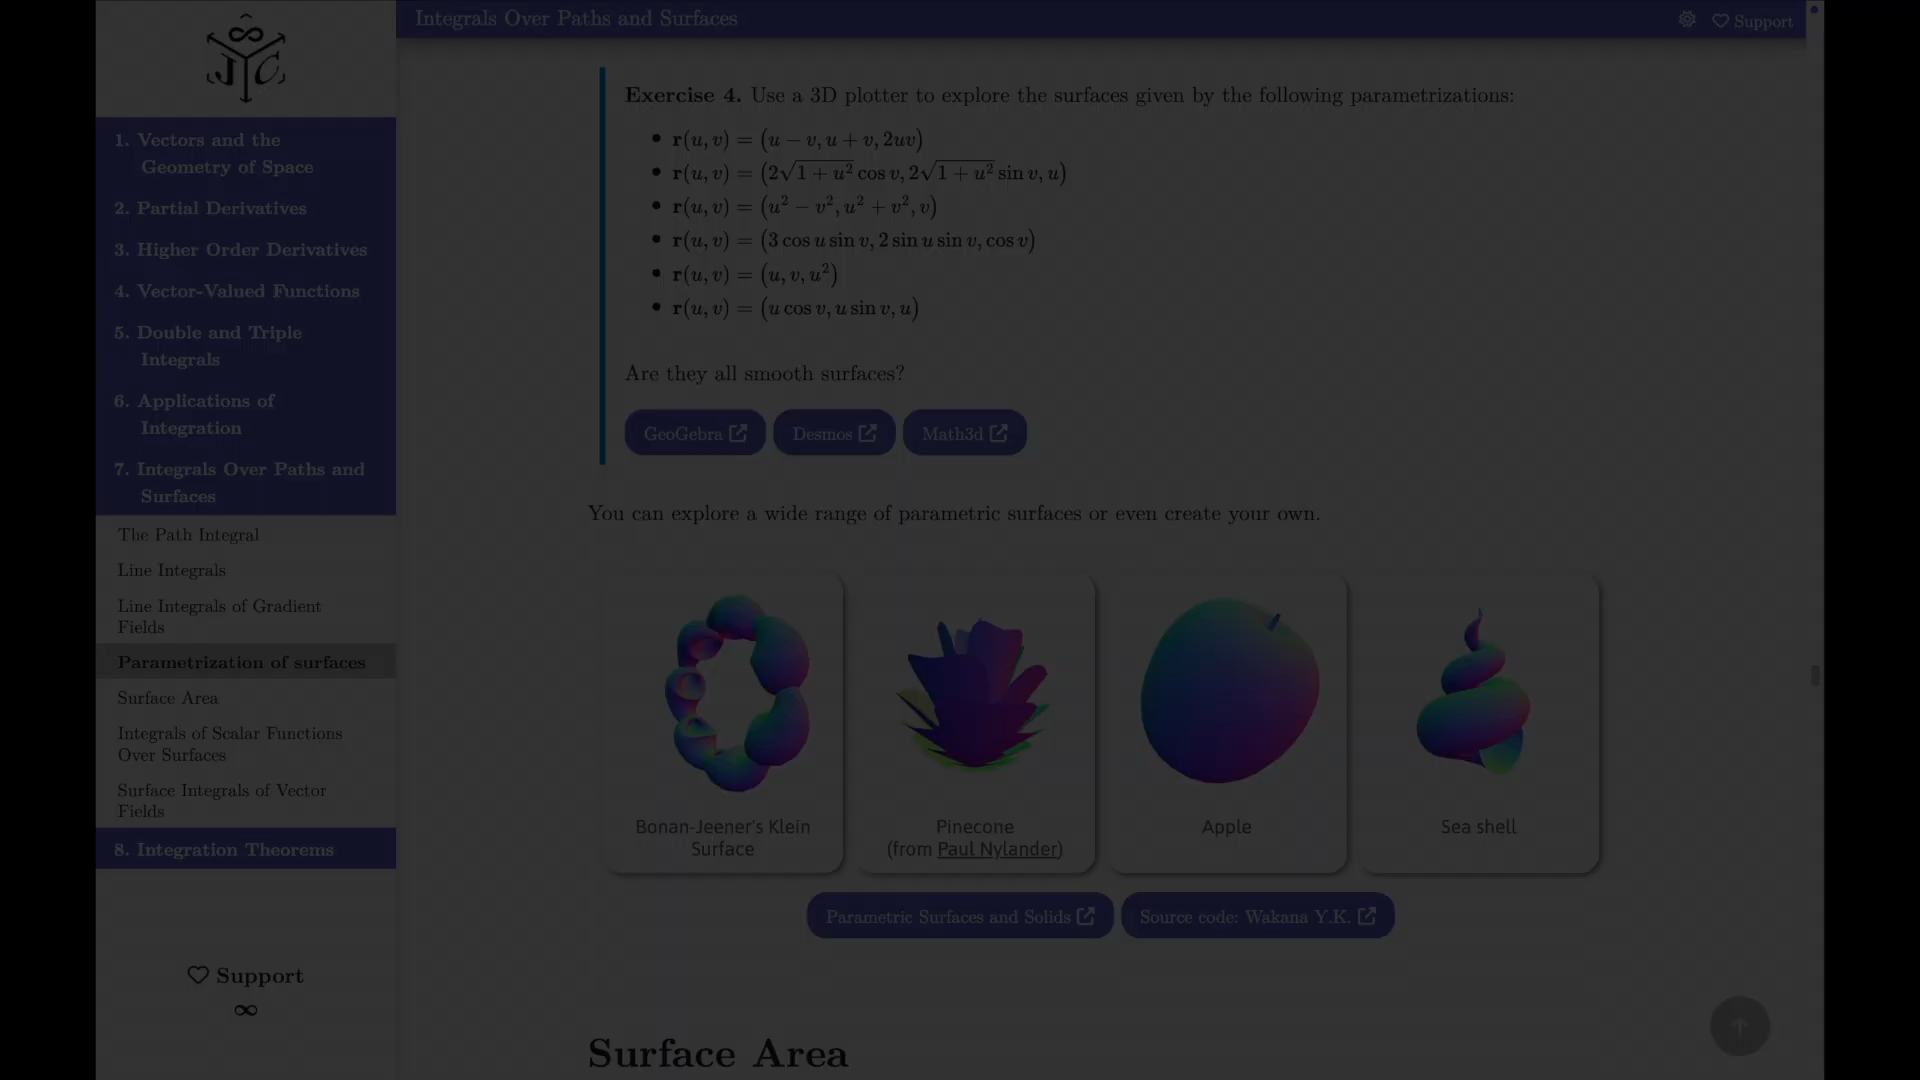 J C
1. Vectors and the
Geometry of Space
2. Partial Derivatives
3. Higher Order Derivatives
4. Vector-Valued Functions
5. Double and Triple
Integrals
6. Applications of
Integration
7. Integrals Over Paths and
Surfaces
The Path Integral
Line Integrals
Line Integrals of Gradient
Fields
Parametrization of surfaces
Surface Area
Integrals of Scalar Functions
Over Surfaces
Surface Integrals of Vector
Fields
8. Integration Theorems
Support
∞
Integrals Over Paths and Surfaces
Support
Exercise 4. Use a 3D plotter to explore the surfaces given by the following parametrizations:
• r(u, v) = (u − v, u + v, 2uv)
• r(u, v) = (2√(1 + u²) cos v, 2√(1 + u²) sin v, u)
• r(u, v) = (u² − v², u² + v², v)
• r(u, v) = (3 cos u sin v, 2 sin u sin v, cos v)
• r(u, v) = (u, v, u²)
• r(u, v) = (u cos v, u sin v, u)
Are they all smooth surfaces?
GeoGebra
Desmos
Math3d
You can explore a wide range of parametric surfaces or even create your own.
Bonan-Jeener's Klein
Surface
Pinecone
(from Paul Nylander)
Apple
Sea shell
Parametric Surfaces and Solids
Source code: Wakana Y.K.
Surface Area